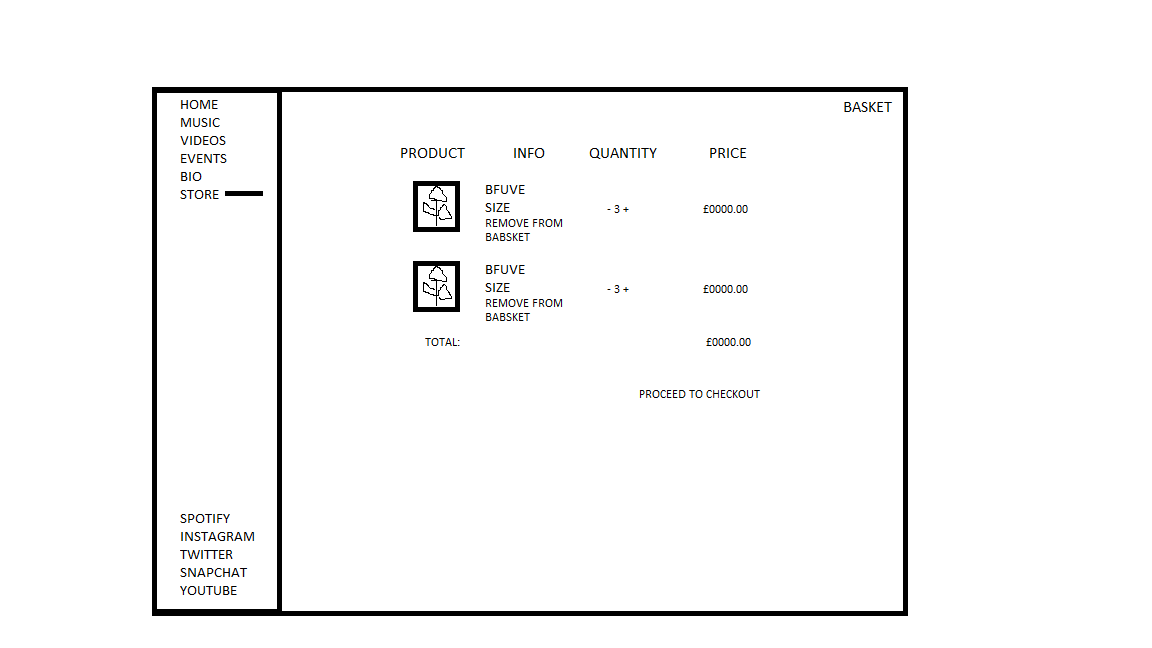 HOME
MUSIC
VIDEOS
EVENTS
BIO
STORE
SPOTIFY
INSTAGRAM
TWITTER
SNAPCHAT
YOUTUBE
BASKET
PRODUCT INFO QUANTITY PRICE
BFUVE
SIZE
- 3 + £0000.00
REMOVE FROM
BABSKET
BFUVE
SIZE
- 3 + £0000.00
REMOVE FROM
BABSKET
TOTAL: £0000.00
PROCEED TO CHECKOUT